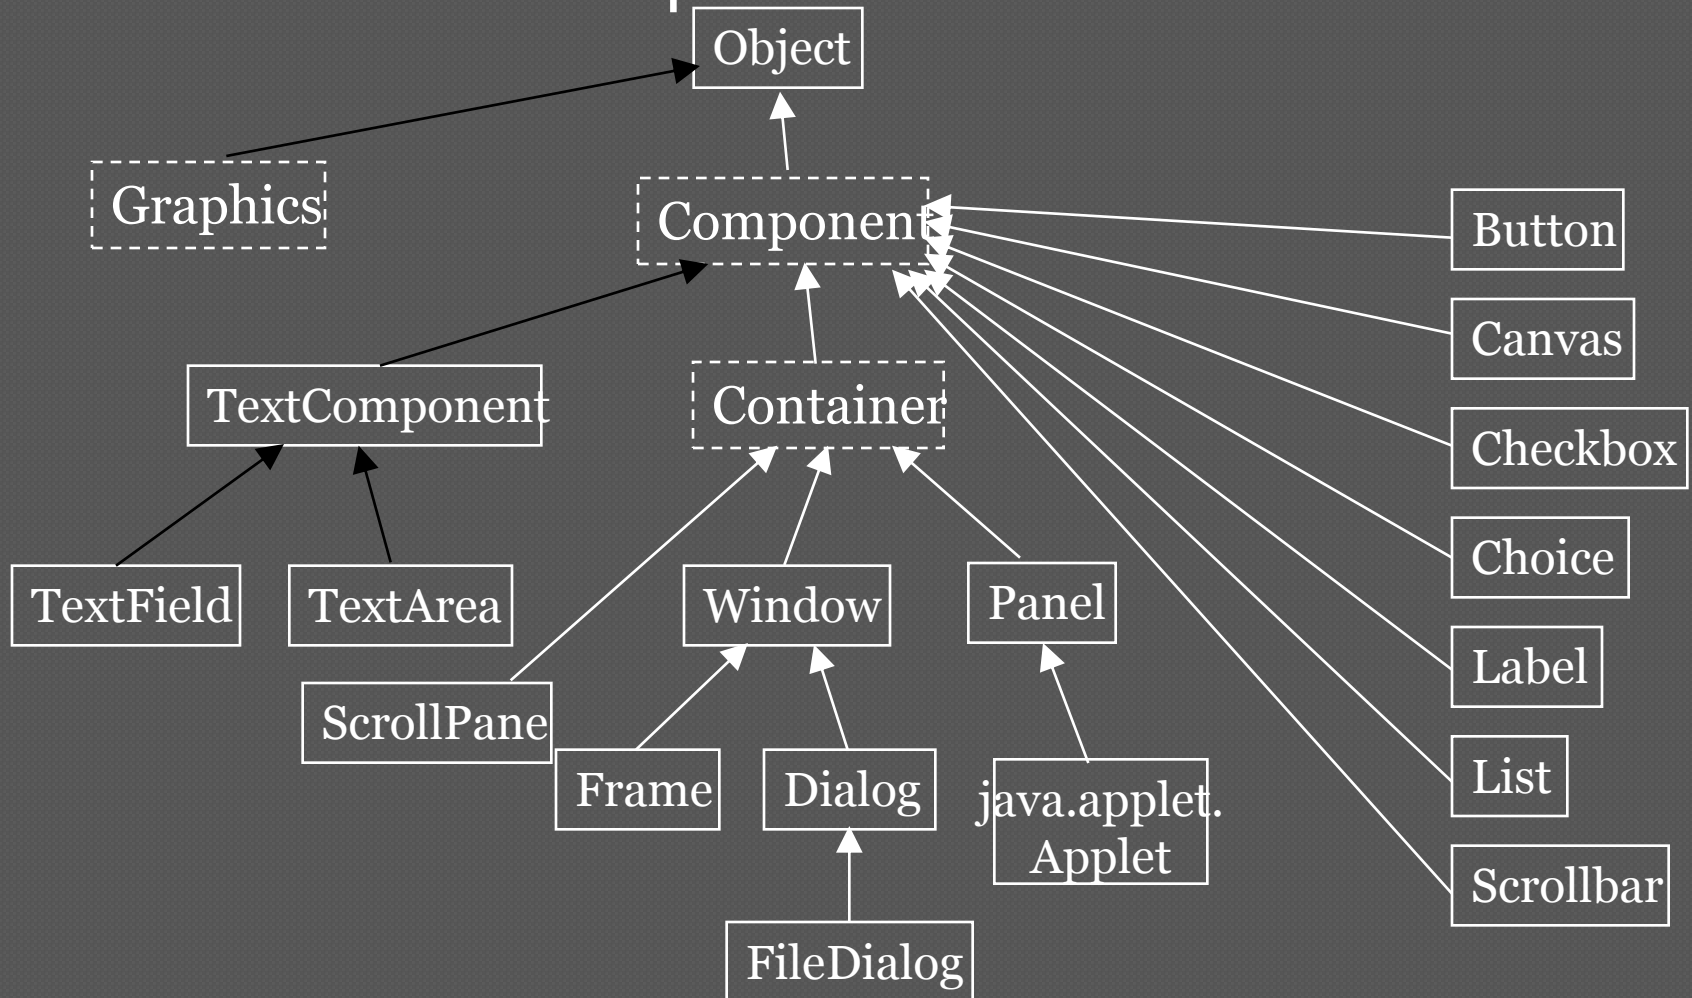 Object
Graphics
Component
Button
Canvas
TextComponent
Container
Checkbox
Choice
TextField
TextArea
Window
Panel
Label
ScrollPane
Frame
Dialog
java.applet.
Applet
List
Scrollbar
FileDialog